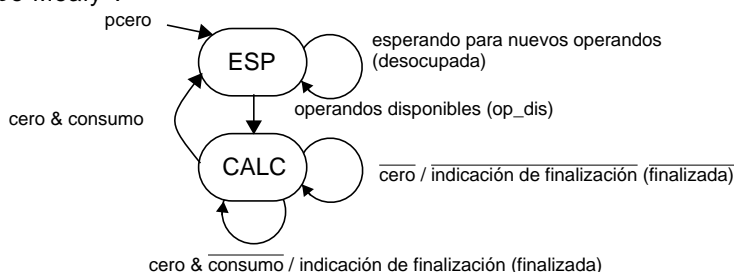 pcero
ESP
esperando para nuevos operandos
(desocupada)
operandos disponibles (op_dis)
cero & consumo
CALC
cero / indicación de finalización (finalizada)
cero & consumo / indicación de finalización (finalizada)